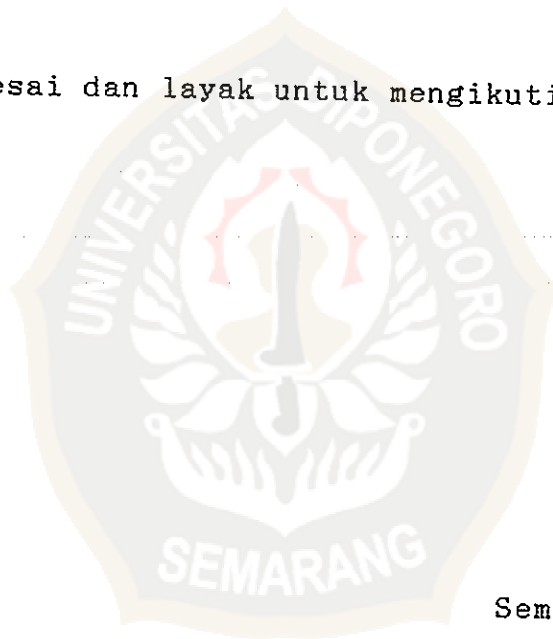 esai dan layak untuk mengikuti
UNIVERSITAS DIPONEGORO
SEMARANG
Sem